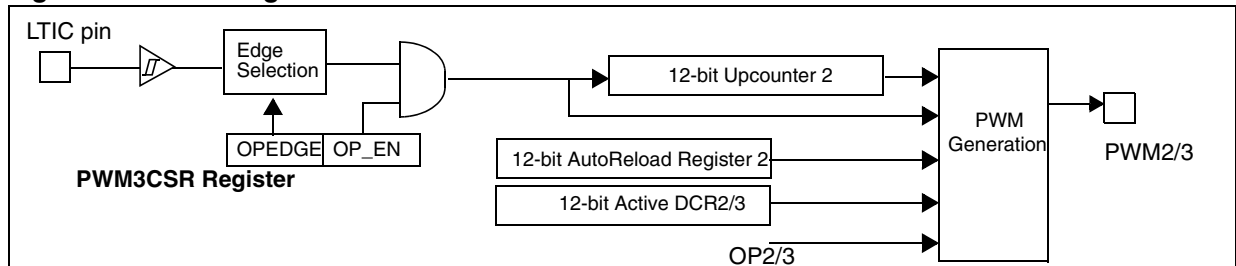 LTIC pin
Edge
Selection
12-bit Upcounter 2
PWM
Generation
OPEDGE OP_EN
12-bit AutoReload Register 2
PWM2/3
PWM3CSR Register
12-bit Active DCR2/3
OP2/3